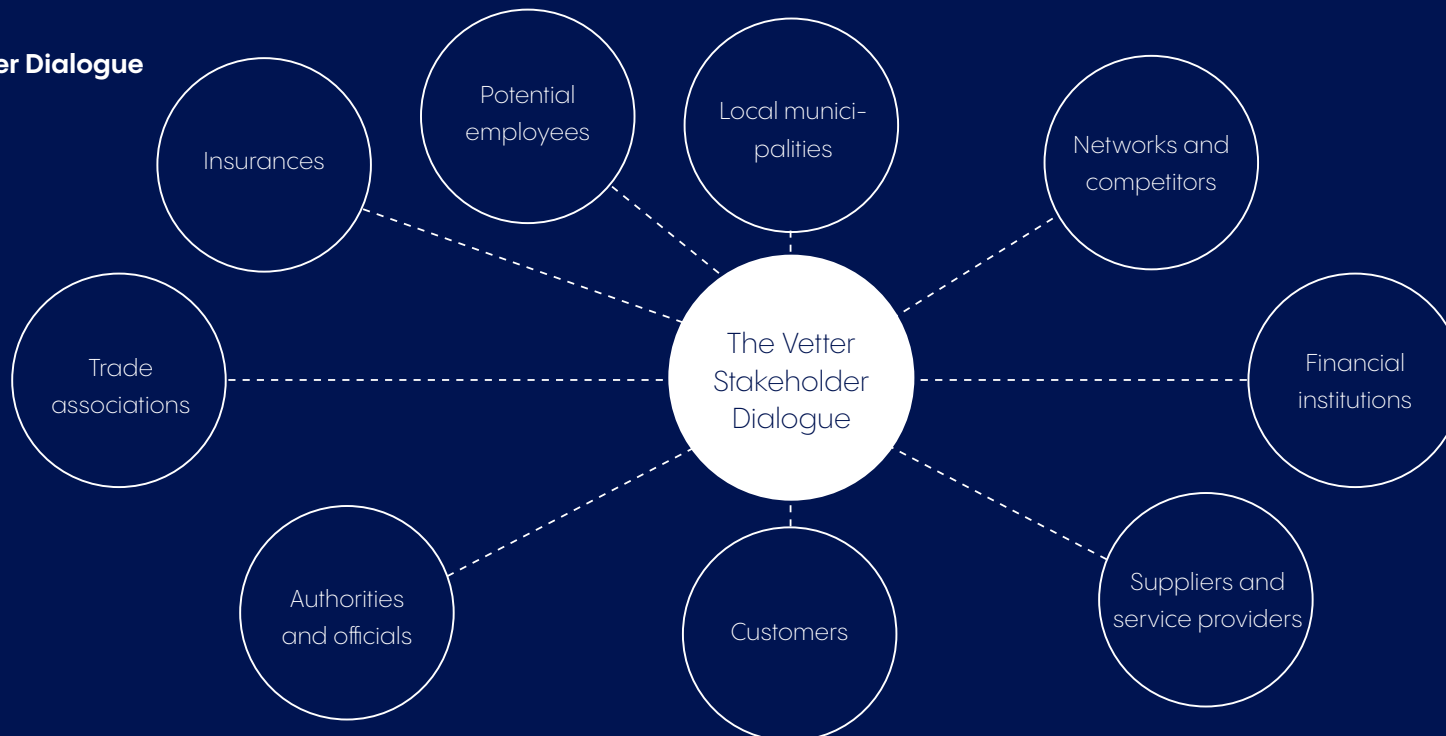 er Dialogue
Potential
employees
Local munici-
palities
Insurances
Networks and
competitors
The Vetter
Stakeholder
Dialogue
Trade
associations
Financial
institutions
Authorities
and officials
Customers
Suppliers and
service providers